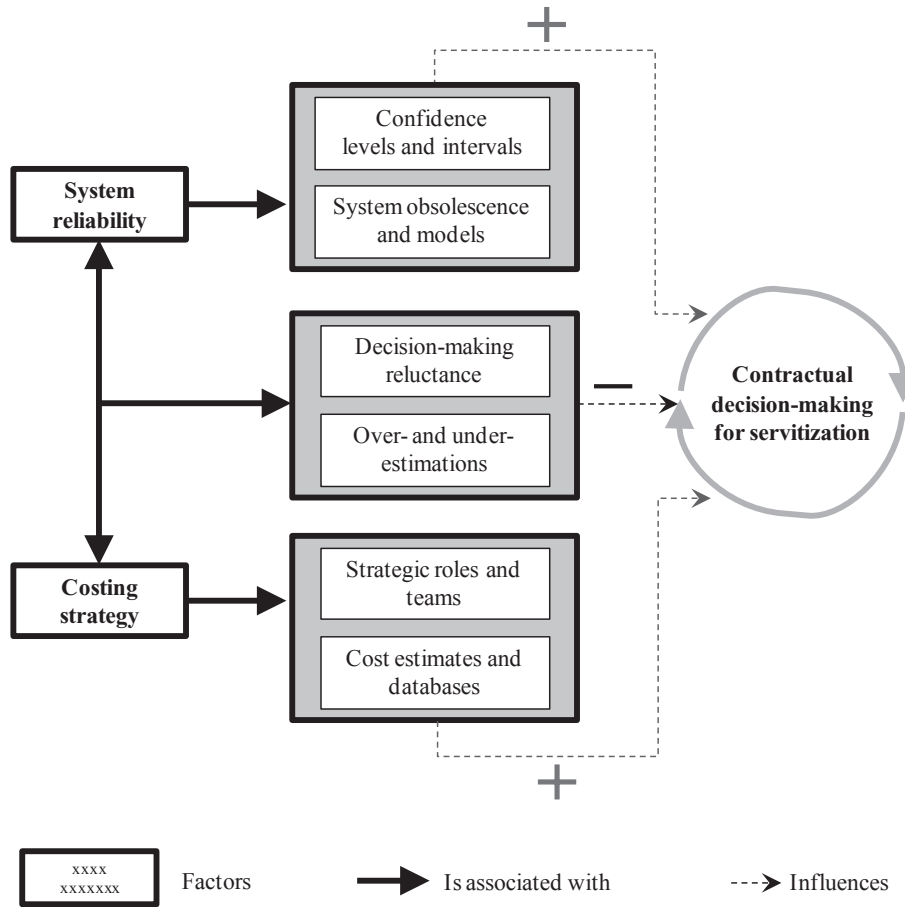 +
Confidence
levels and intervals
System
reliability
System obsolescence
and models
Decision-making
reluctance
Over- and under-
estimations
—
Contractual
decision-making
for servitization
Costing
strategy
Strategic roles and
teams
Cost estimates and
databases
+
xxxx
xxxxxxx
Factors
Is associated with
Influences